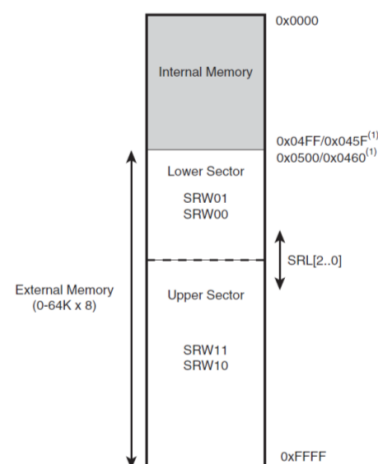 0x0000
Internal Memory
0x04FF/0x045F(1)
0x0500/0x0460(1)
Lower Sector
SRW01
SRW00
SRL[2..0]
External Memory
(0-64K x 8)
Upper Sector
SRW11
SRW10
0xFFFF